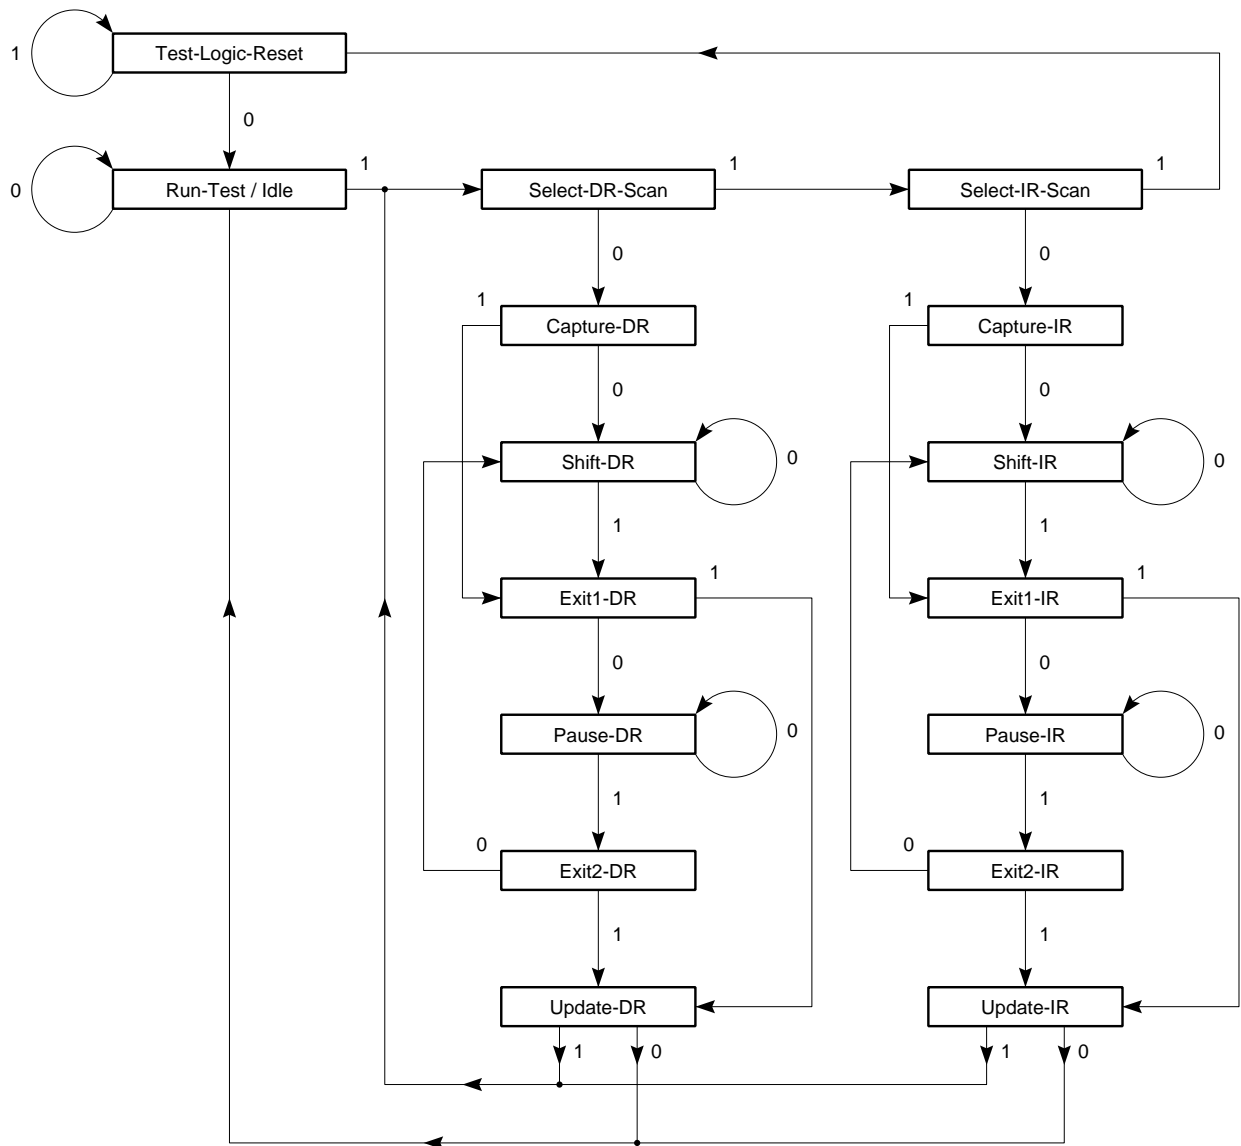 1
Test-Logic-Reset
0
0
Run-Test / Idle
1
Select-DR-Scan
1
Select-IR-Scan
1
0
0
1
Capture-DR
1
Capture-IR
0
0
Shift-DR
0
Shift-IR
0
1
1
Exit1-DR
1
Exit1-IR
1
0
0
Pause-DR
0
Pause-IR
0
1
1
0
Exit2-DR
0
Exit2-IR
1
1
Update-DR
Update-IR
1
0
1
0